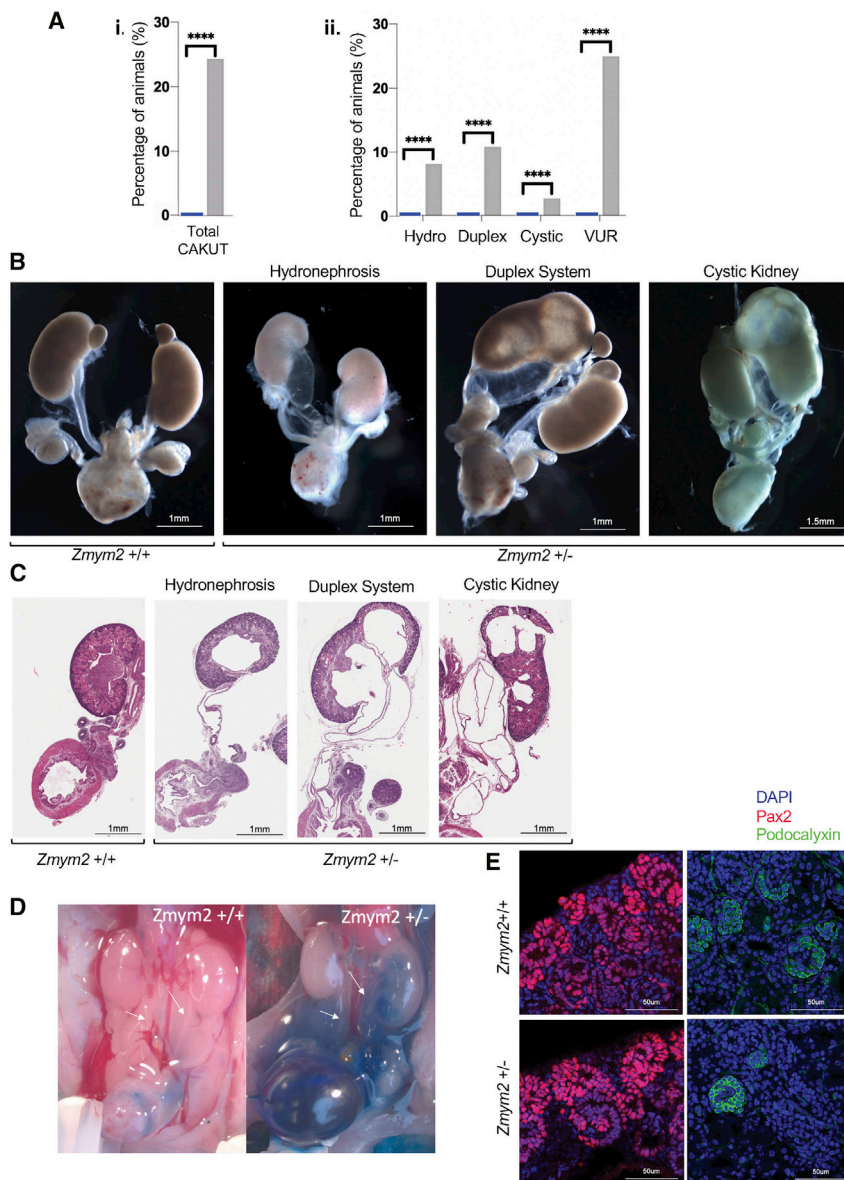 A
i.
ii.
Percentage of animals (%)
30
20
10
0
****
Total
CAKUT
Percentage of animals (%)
30
20
10
0
****
****
****
****
Hydro
Duplex
Cystic
VUR
B
Hydronephrosis
Duplex System
Cystic Kidney
1mm
1mm
1mm
1.5mm
Zmym2 +/+
Zmym2 +/-
C
Hydronephrosis
Duplex System
Cystic Kidney
1mm
1mm
1mm
1mm
Zmym2 +/+
Zmym2 +/-
DAPI
Pax2
Podocalyxin
D
Zmym2 +/+
Zmym2 +/-
E
Zmym2+/+
50um
50um
Zmym2 +/-
50um
50um